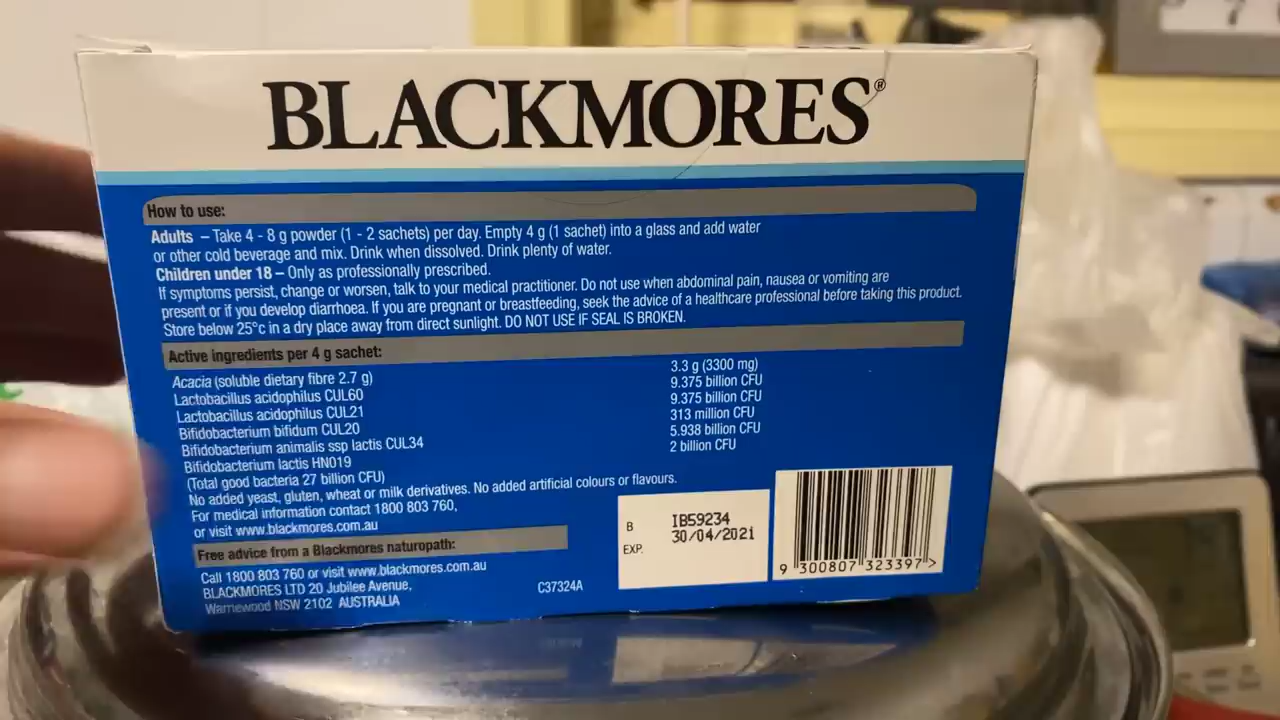 BLACKMORES®
How to use:
Adults – Take 4 - 8 g powder (1 - 2 sachets) per day. Empty 4 g (1 sachet) into a glass and add water
or other cold beverage and mix. Drink when dissolved. Drink plenty of water.
Children under 18 – Only as professionally prescribed.
If symptoms persist, change or worsen, talk to your medical practitioner. Do not use when abdominal pain, nausea or vomiting are
present or if you develop diarrhoea. If you are pregnant or breastfeeding, seek the advice of a healthcare professional before taking this product.
Store below 25°c in a dry place away from direct sunlight. DO NOT USE IF SEAL IS BROKEN.
Active ingredients per 4 g sachet:
Acacia (soluble dietary fibre 2.7 g) 3.3 g (3300 mg)
Lactobacillus acidophilus CUL60 9.375 billion CFU
Lactobacillus acidophilus CUL21 9.375 billion CFU
Bifidobacterium bifidum CUL20 313 million CFU
Bifidobacterium animalis ssp lactis CUL34 5.938 billion CFU
Bifidobacterium lactis HN019 2 billion CFU
(Total good bacteria 27 billion CFU)
No added yeast, gluten, wheat or milk derivatives. No added artificial colours or flavours.
For medical information contact 1800 803 760,
or visit www.blackmores.com.au
Free advice from a Blackmores naturopath:
Call 1800 803 760 or visit www.blackmores.com.au
BLACKMORES LTD 20 Jubilee Avenue,
Warriewood NSW 2102 AUSTRALIA
C37324A
B IB59234
EXP. 30/04/2021
9 300807 323397 >
7